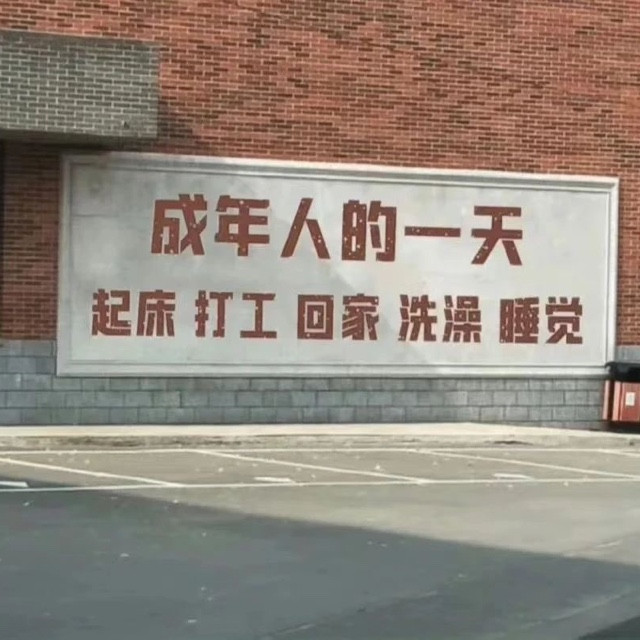 成年人的一天
起床 打工 回家 洗澡 睡觉